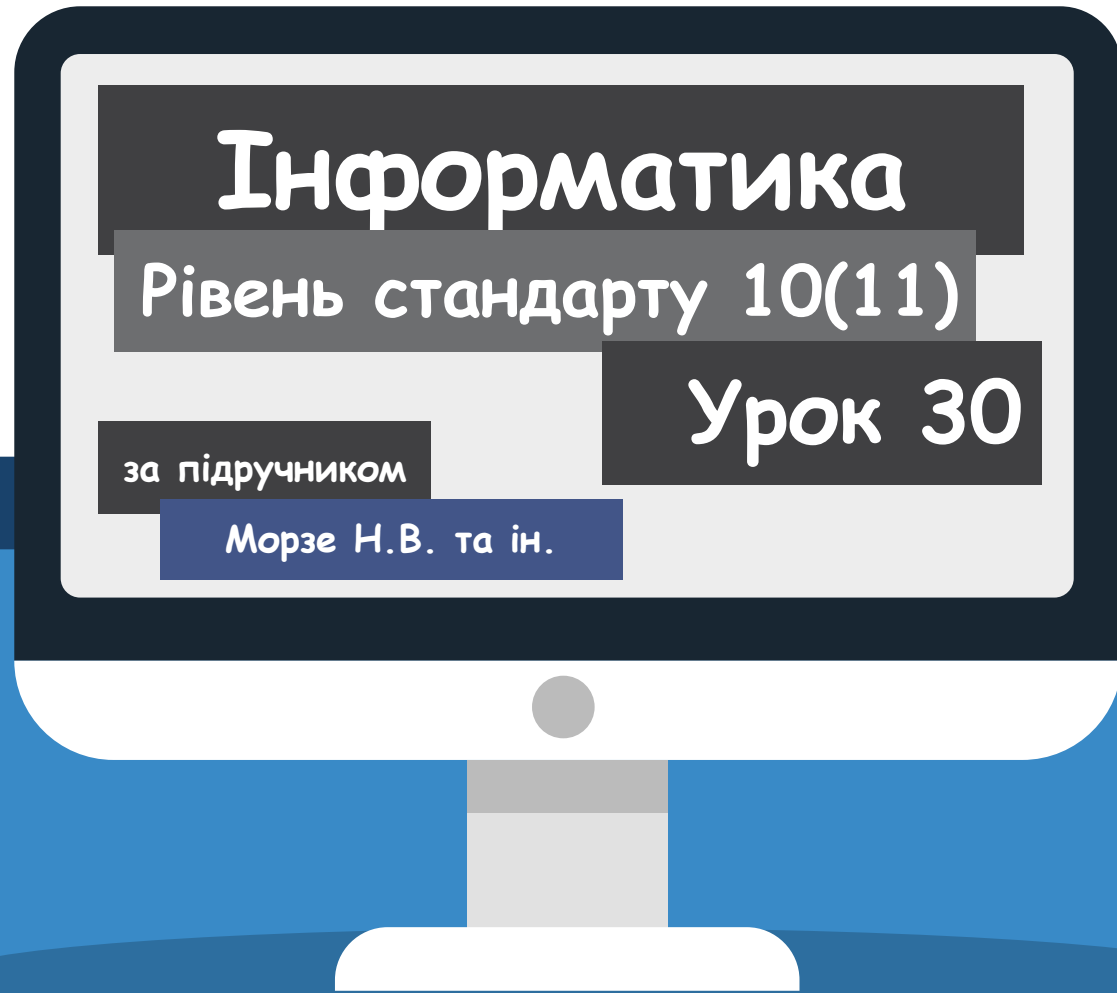 Інформатика
Рівень стандарту 10(11)
Урок 30
за підручником
Морзе Н.В. та ін.